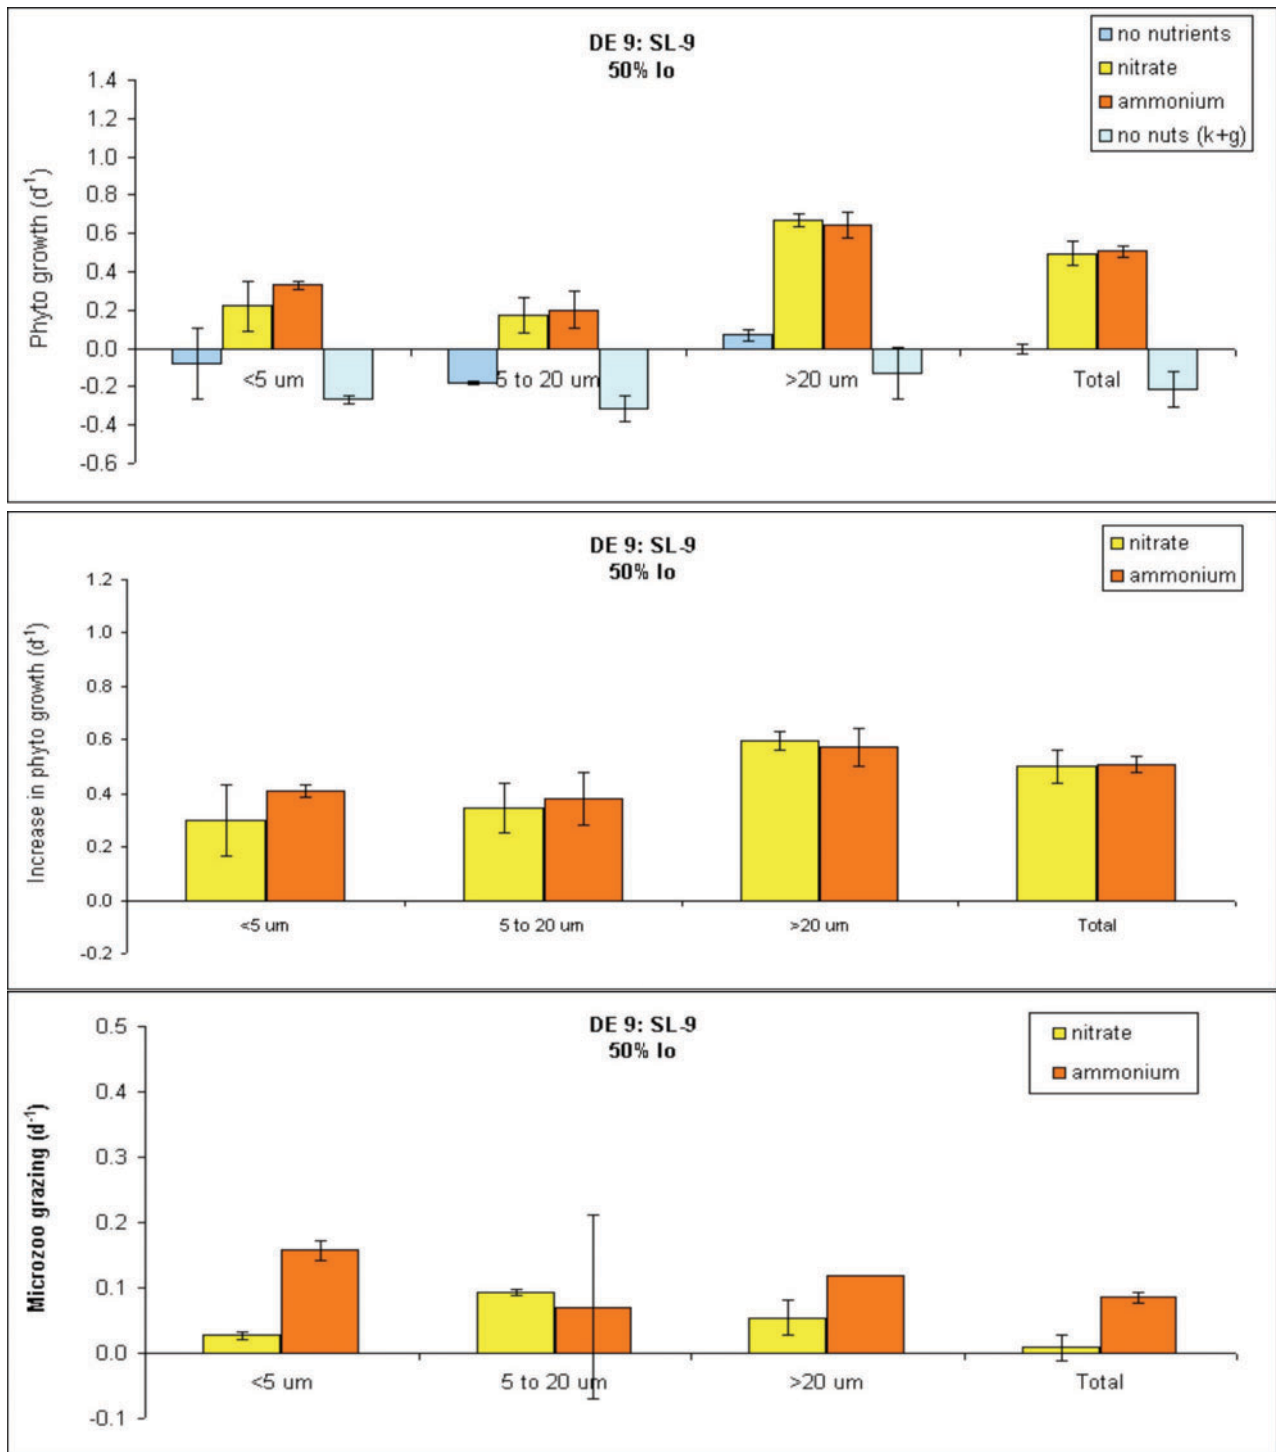 DE 9: SL-9
50% Io
no nutrients
nitrate
ammonium
no nuts (k+g)
Phyto growth (d-1)
1.4
1.2
1.0
0.8
0.6
0.4
0.2
0.0
-0.2
-0.4
-0.6
<5 um
5 to 20 um
>20 um
Total
DE 9: SL-9
50% Io
nitrate
ammonium
Increase in phyto growth (d-1)
1.2
1.0
0.8
0.6
0.4
0.2
0.0
-0.2
<5 um
5 to 20 um
>20 um
Total
DE 9: SL-9
50% Io
nitrate
ammonium
Microzoo grazing (d-1)
0.5
0.4
0.3
0.2
0.1
0.0
-0.1
<5 um
5 to 20 um
>20 um
Total